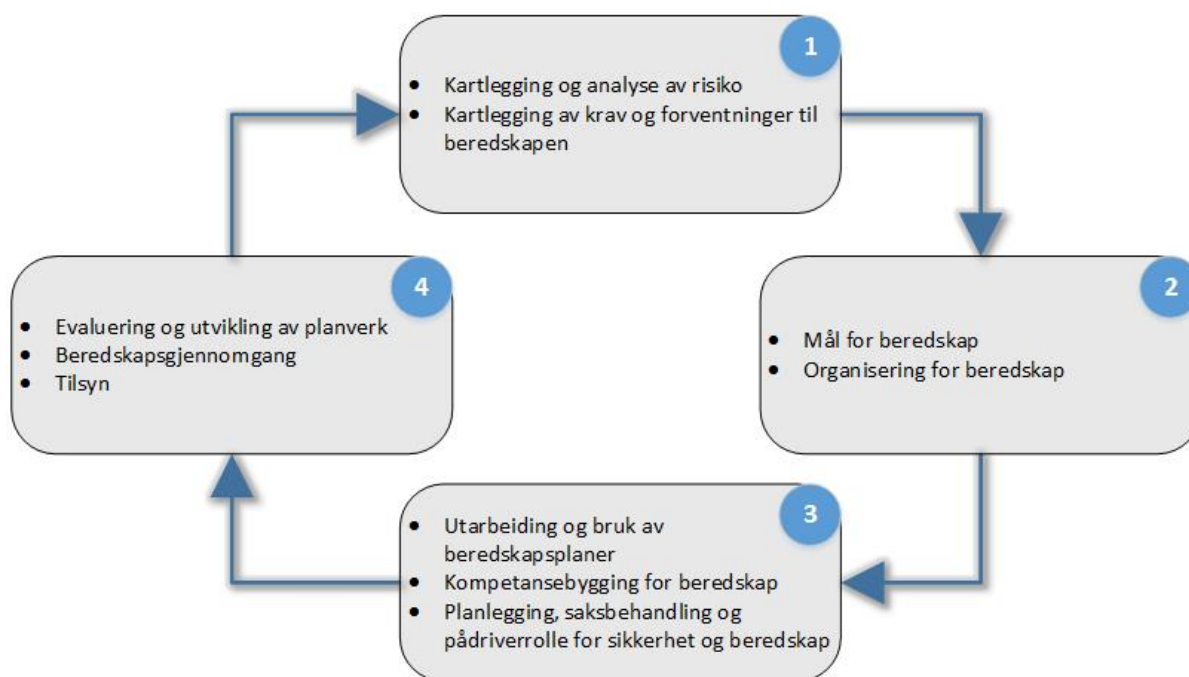 1
• Kartlegging og analyse av risiko
• Kartlegging av krav og forventninger til
beredskapen
2
• Mål for beredskap
• Organisering for beredskap
3
• Utarbeiding og bruk av
beredskapsplaner
• Kompetansebygging for beredskap
• Planlegging, saksbehandling og
pådriverrolle for sikkerhet og beredskap
4
• Evaluering og utvikling av planverk
• Beredskapsgjennomgang
• Tilsyn